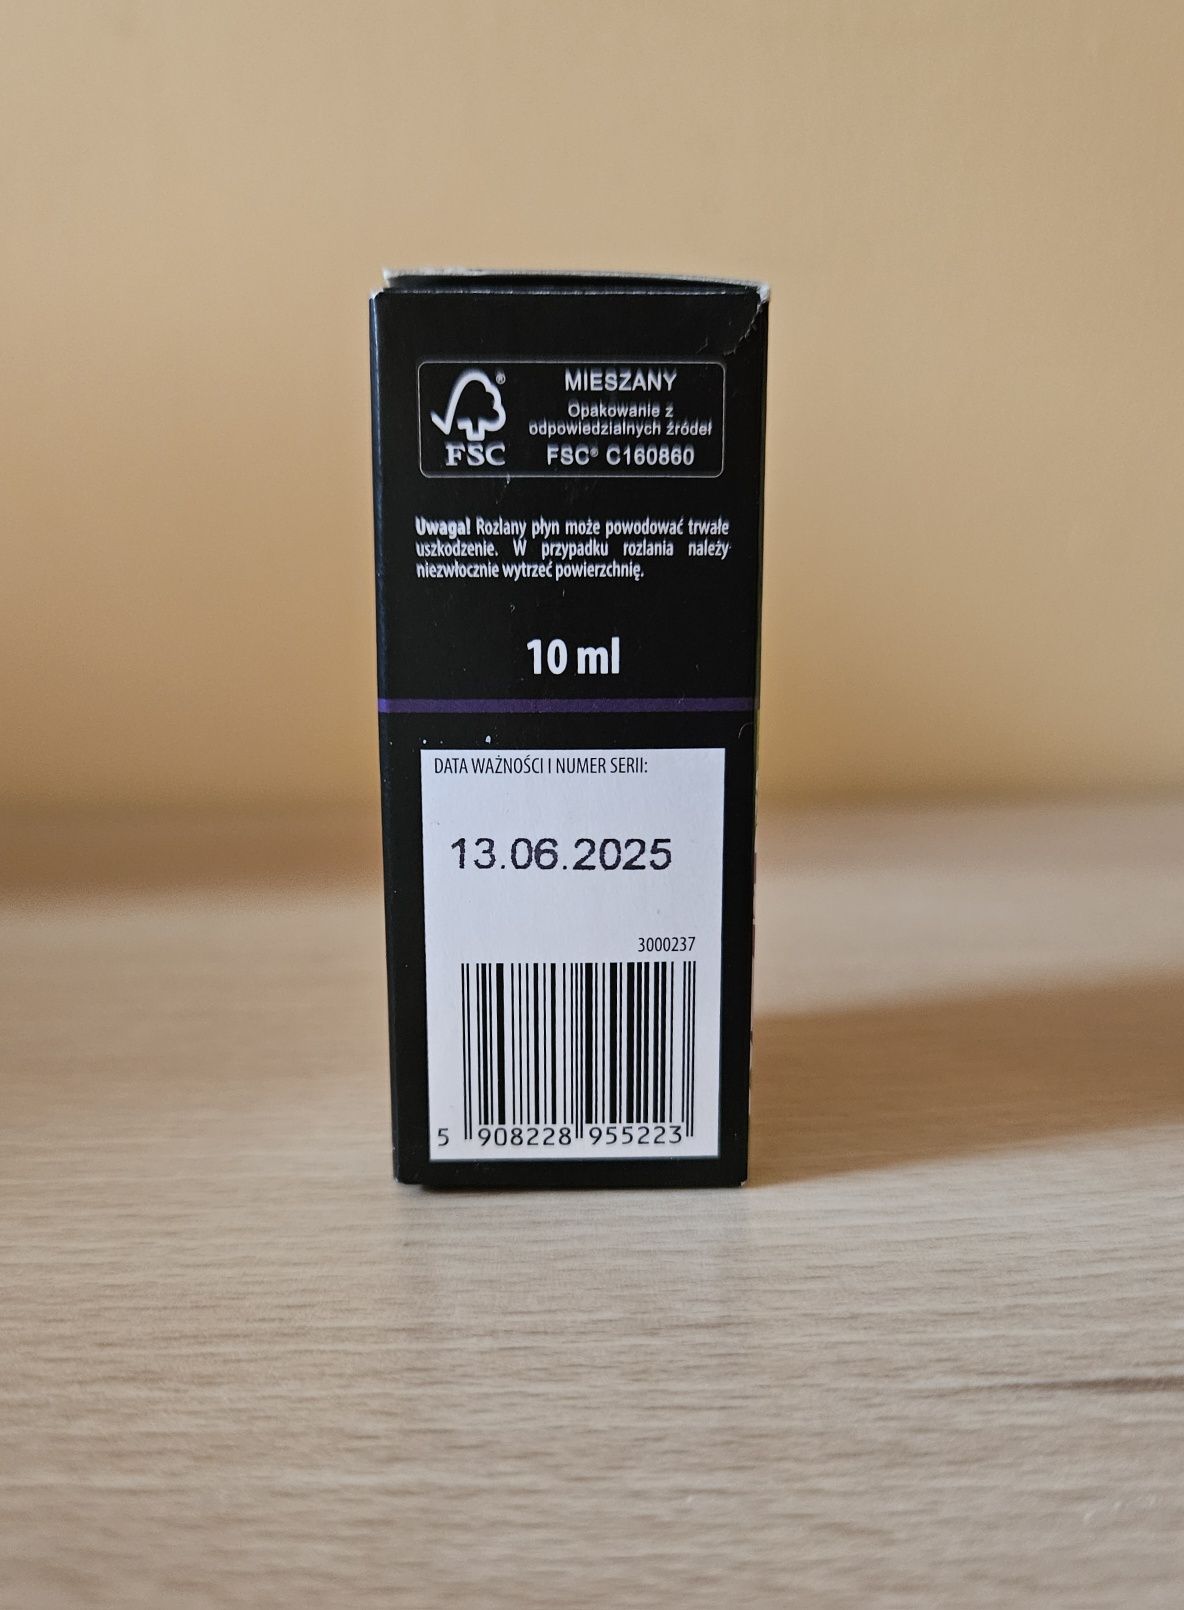 FSC®
MIESZANY
Opakowanie z
odpowiedzialnych źródeł
FSC® C160860
Uwaga! Rozlany płyn może powodować trwałe
uszkodzenie. W przypadku rozlania należy
niezwłocznie wytrzeć powierzchnię.
10 ml
DATA WAŻNOŚCI I NUMER SERII:
13.06.2025
3000237
5 908228 955223